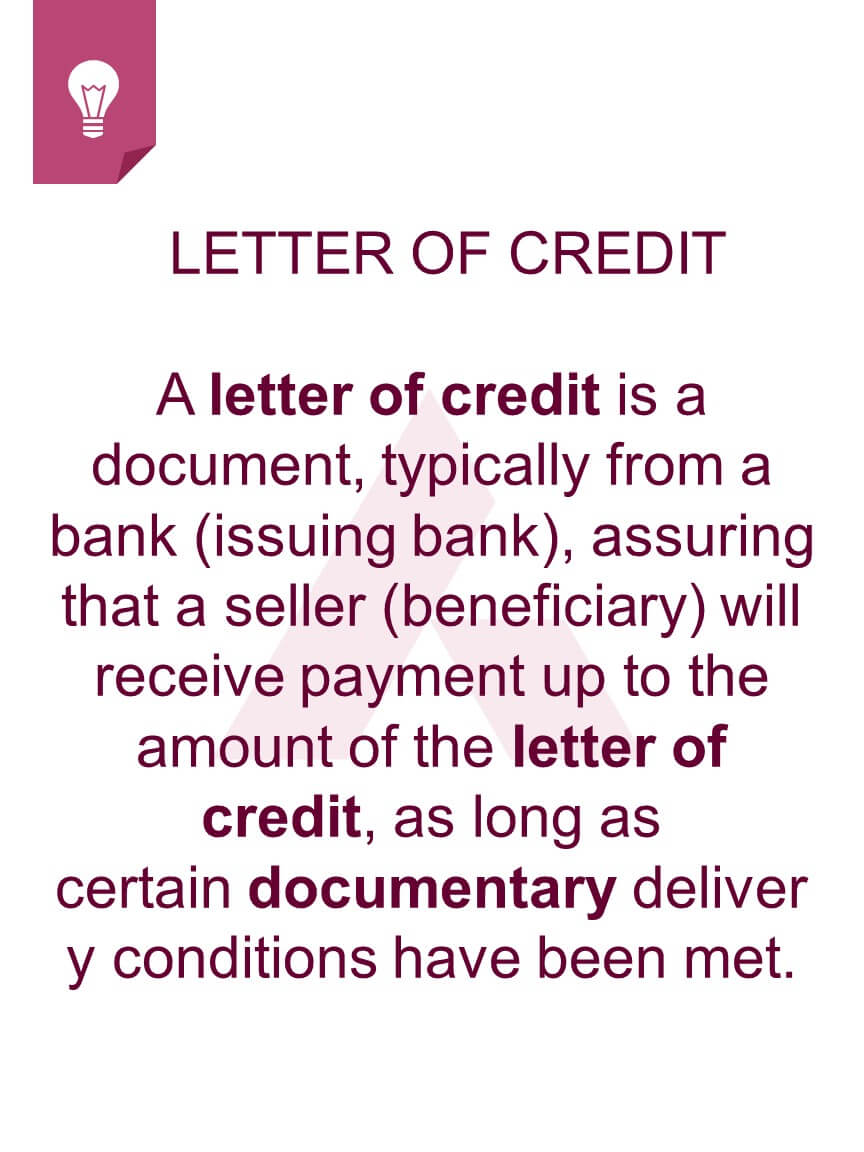 LETTER OF CREDIT
A letter of credit is a
document, typically from a
bank (issuing bank), assuring
that a seller (beneficiary) will
receive payment up to the
amount of the letter of
credit, as long as
certain documentary deliver
y conditions have been met.